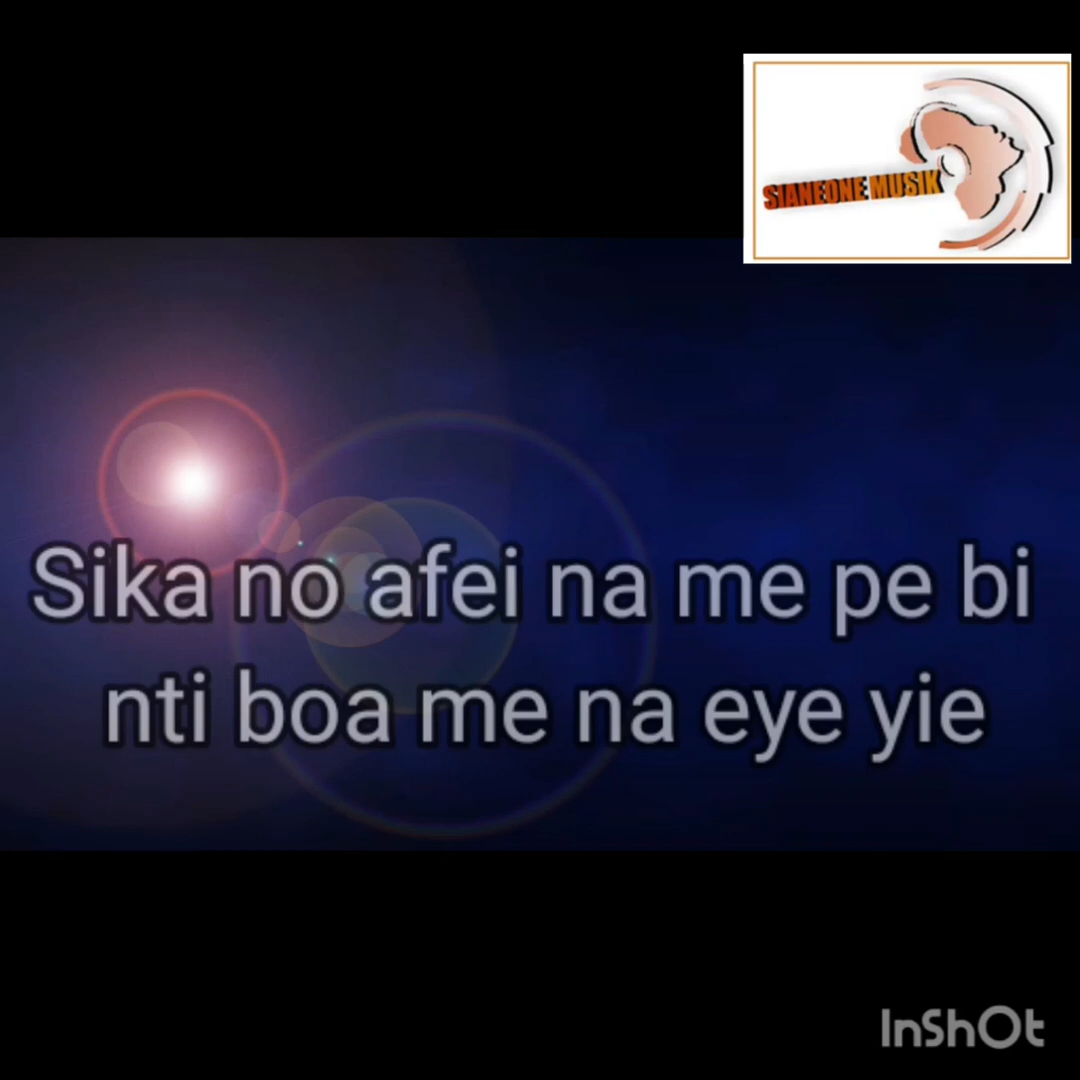 SIANEONE MUSIK
Sika no afei na me pe bi
nti boa me na eye yie
InShOt